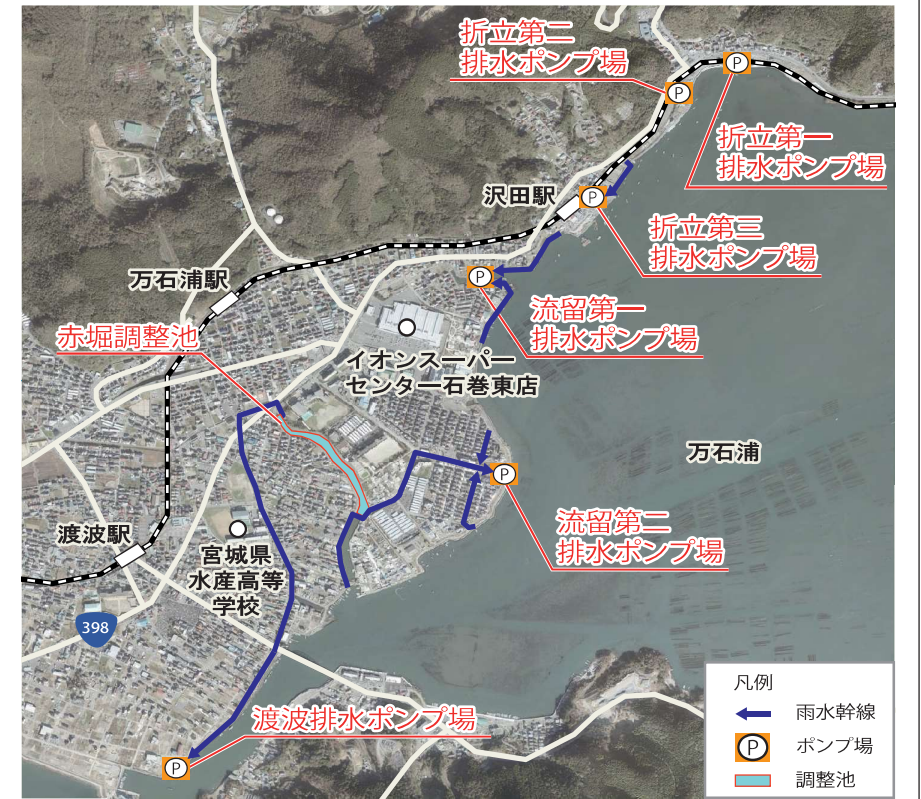 折立第二
排水ポンプ場
P
P
折立第一
排水ポンプ場
沢田駅
P
折立第三
排水ポンプ場
万石浦駅
P
流留第一
排水ポンプ場
赤堀調整池
イオンスーパー
センター石巻東店
万石浦
P
流留第二
排水ポンプ場
渡波駅
宮城県
水産高等
学校
398
渡波排水ポンプ場
P
凡例
雨水幹線
P ポンプ場
調整池